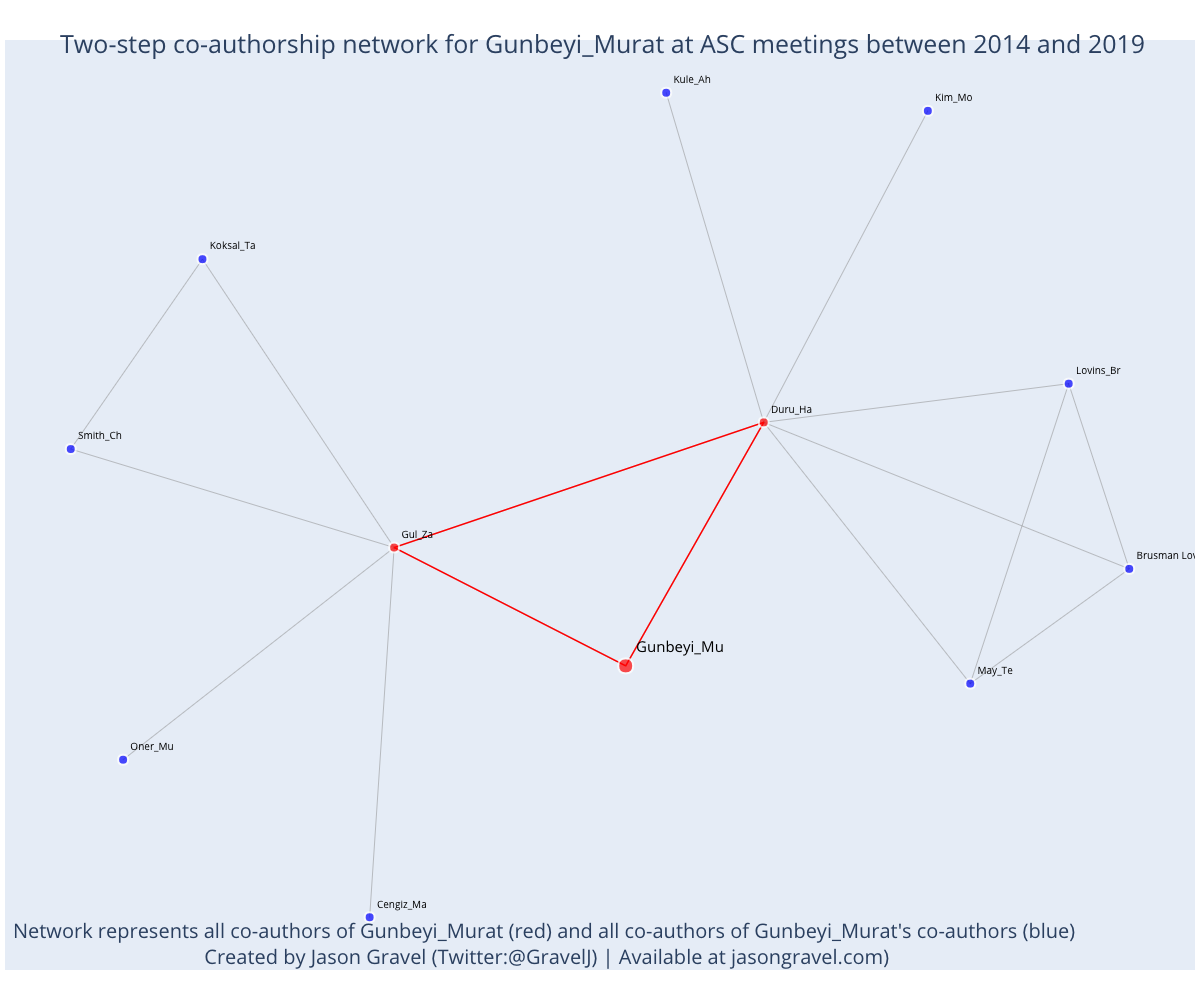 Two-step co-authorship network for Gunbeyi_Murat at ASC meetings between 2014 and 2019
Kule_Ah
Kim_Mo
Koksal_Ta
Lovins_Br
Duru_Ha
Smith_Ch
Gul_Za
Brusman Lov
Gunbeyi_Mu
May_Te
Oner_Mu
Cengiz_Ma
Network represents all co-authors of Gunbeyi_Murat (red) and all co-authors of Gunbeyi_Murat's co-authors (blue)
Created by Jason Gravel (Twitter:@GravelJ) | Available at jasongravel.com)